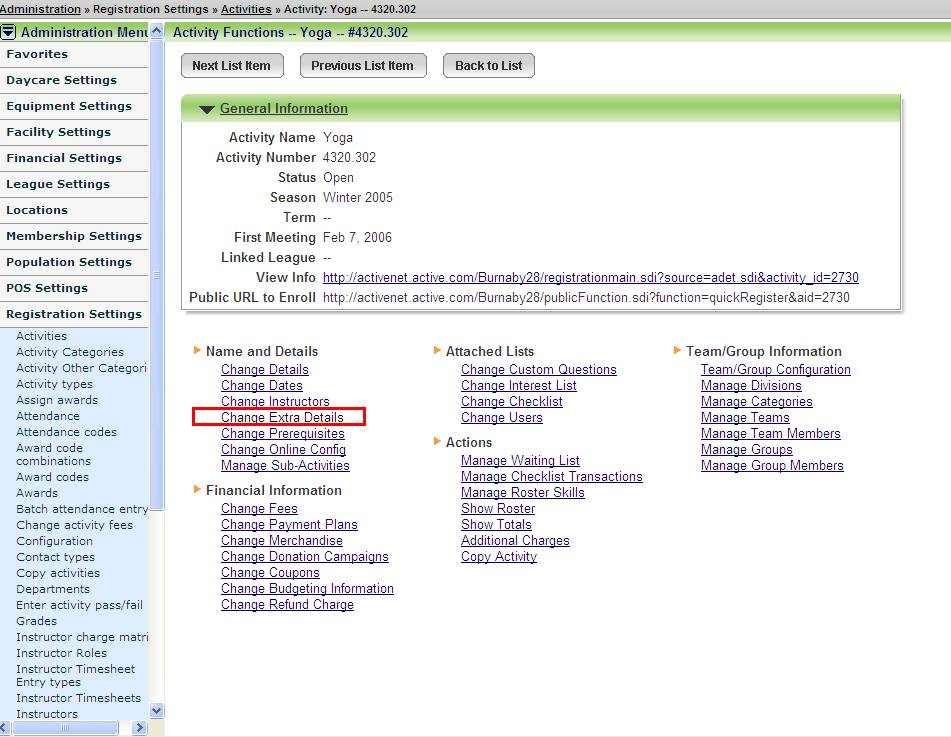 Administration » Registration Settings » Activities » Activity: Yoga -- 4320.302
Administration Menu
Favorites
Daycare Settings
Equipment Settings
Facility Settings
Financial Settings
League Settings
Locations
Membership Settings
Population Settings
POS Settings
Registration Settings
Activities
Activity Categories
Activity Other Categori
Activity types
Assign awards
Attendance
Attendance codes
Award code
combinations
Award codes
Awards
Batch attendance entry
Change activity fees
Configuration
Contact types
Copy activities
Departments
Enter activity pass/fail
Grades
Instructor charge matri
Instructor Roles
Instructor Timesheet
Entry types
Instructor Timesheets
Instructors
Activity Functions -- Yoga -- #4320.302
Next List Item Previous List Item Back to List
General Information
Activity Name Yoga
Activity Number 4320.302
Status Open
Season Winter 2005
Term --
First Meeting Feb 7, 2006
Linked League --
View Info http://activenet.active.com/Burnaby28/registrationmain.sdi?source=adet.sdi&activity_id=2730
Public URL to Enroll http://activenet.active.com/Burnaby28/publicFunction.sdi?function=quickRegister&aid=2730
Name and Details
Change Details
Change Dates
Change Instructors
Change Extra Details
Change Prerequisites
Change Online Config
Manage Sub-Activities
Financial Information
Change Fees
Change Payment Plans
Change Merchandise
Change Donation Campaigns
Change Coupons
Change Budgeting Information
Change Refund Charge
Attached Lists
Change Custom Questions
Change Interest List
Change Checklist
Change Users
Actions
Manage Waiting List
Manage Checklist Transactions
Manage Roster Skills
Show Roster
Show Totals
Additional Charges
Copy Activity
Team/Group Information
Team/Group Configuration
Manage Divisions
Manage Categories
Manage Teams
Manage Team Members
Manage Groups
Manage Group Members